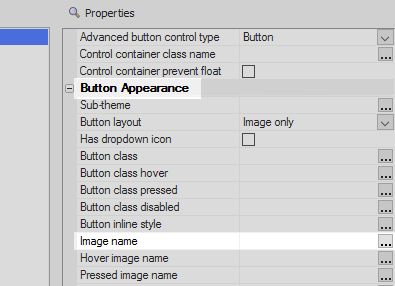 Properties
Advanced button control type Button
Control container class name ...
Control container prevent float
Button Appearance
Sub-theme ...
Button layout Image only
Has dropdown icon
Button class ...
Button class hover ...
Button class pressed ...
Button class disabled ...
Button inline style ...
Image name ...
Hover image name ...
Pressed image name ...